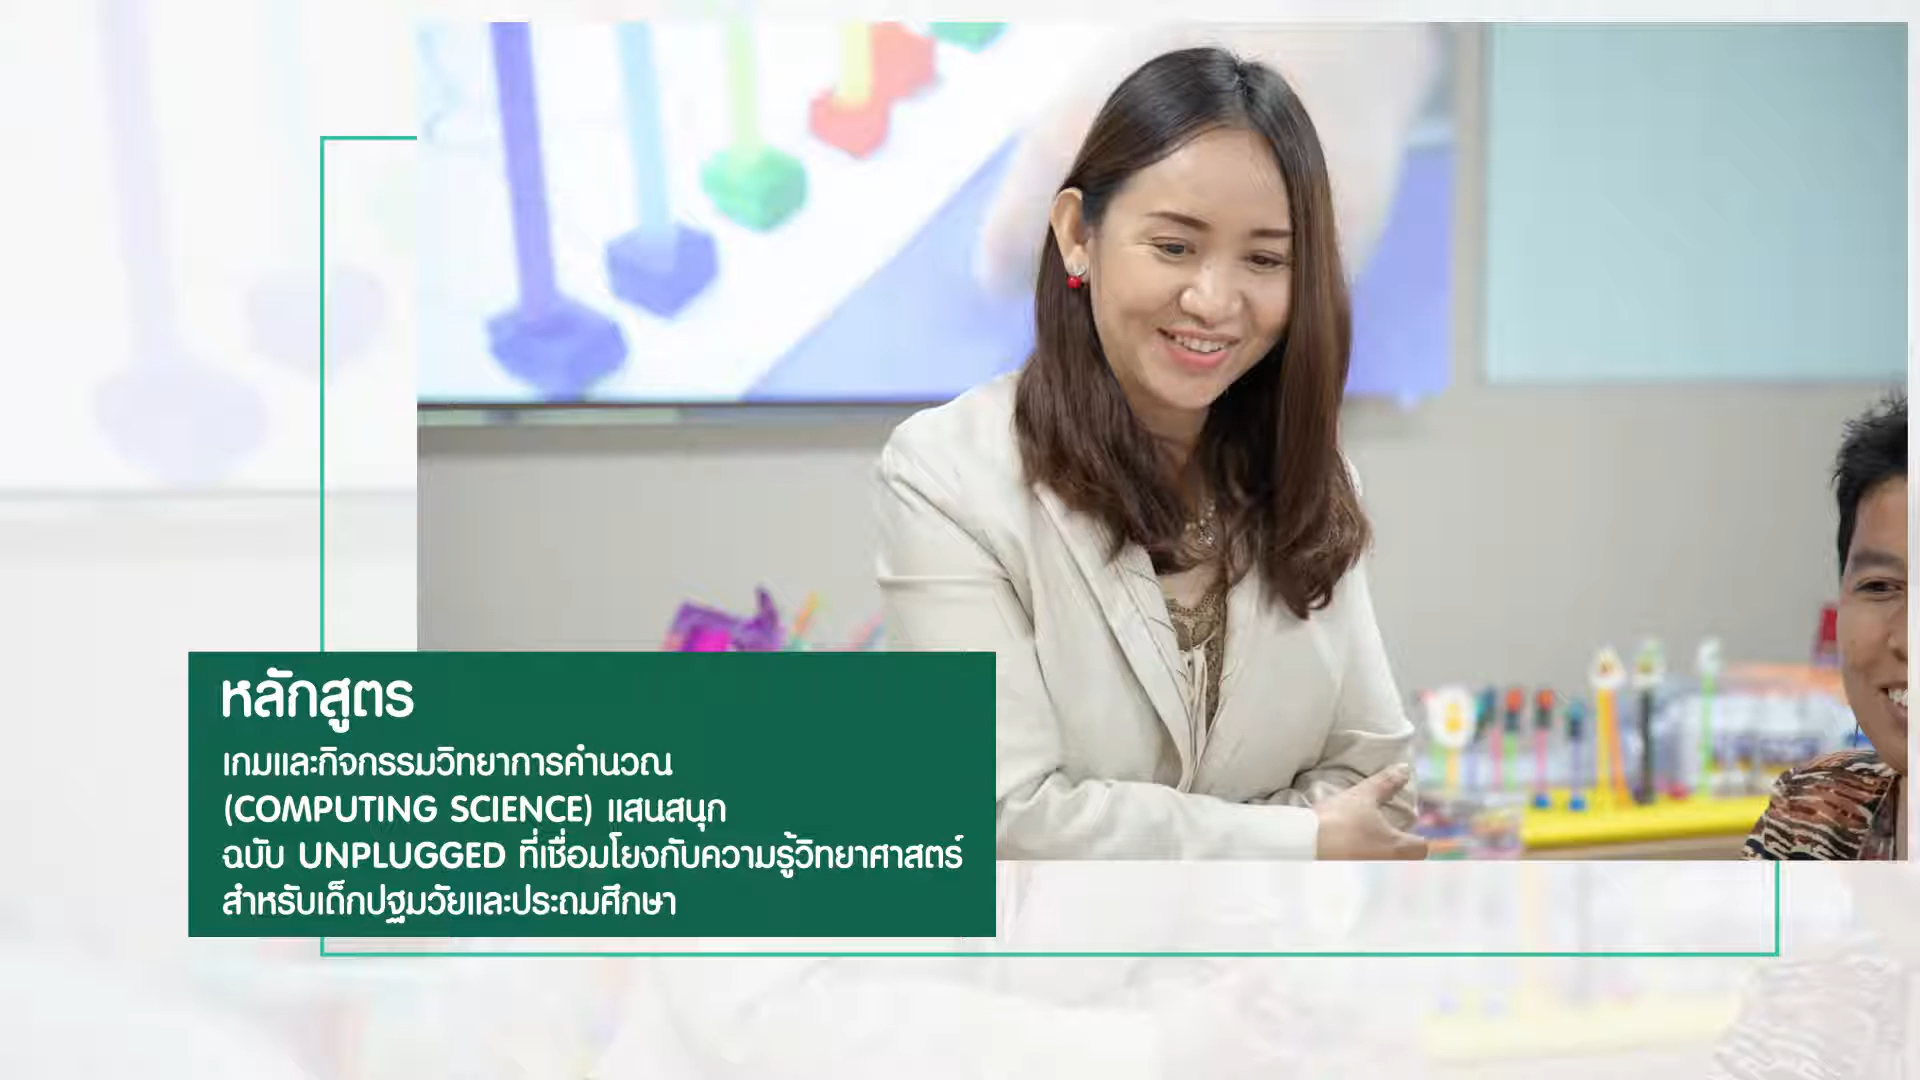 หลักสูตร
เกมและกิจกรรมวิทยาการคำนวณ
(COMPUTING SCIENCE) แสนสนุก
ฉบับ UNPLUGGED ที่เชื่อมโยงกับความรู้วิทยาศาสตร์
สำหรับเด็กปฐมวัยและประถมศึกษา